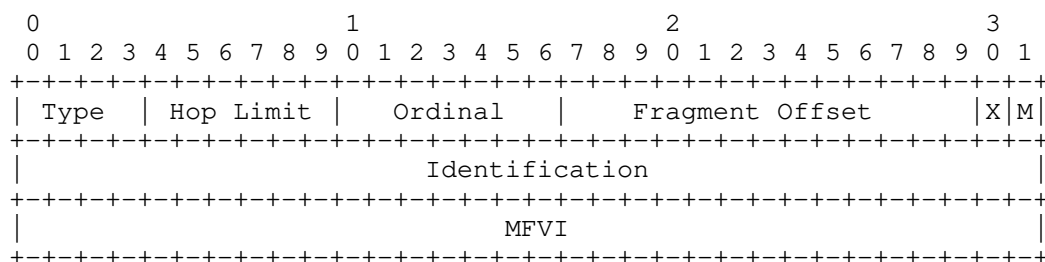 0                   1                   2                   3
 0 1 2 3 4 5 6 7 8 9 0 1 2 3 4 5 6 7 8 9 0 1 2 3 4 5 6 7 8 9 0 1
+-+-+-+-+-+-+-+-+-+-+-+-+-+-+-+-+-+-+-+-+-+-+-+-+-+-+-+-+-+-+-+-+
| Type  | Hop Limit |   Ordinal   |    Fragment Offset      |X|M|
+-+-+-+-+-+-+-+-+-+-+-+-+-+-+-+-+-+-+-+-+-+-+-+-+-+-+-+-+-+-+-+-+
|                         Identification                        |
+-+-+-+-+-+-+-+-+-+-+-+-+-+-+-+-+-+-+-+-+-+-+-+-+-+-+-+-+-+-+-+-+
|                              MFVI                             |
+-+-+-+-+-+-+-+-+-+-+-+-+-+-+-+-+-+-+-+-+-+-+-+-+-+-+-+-+-+-+-+-+